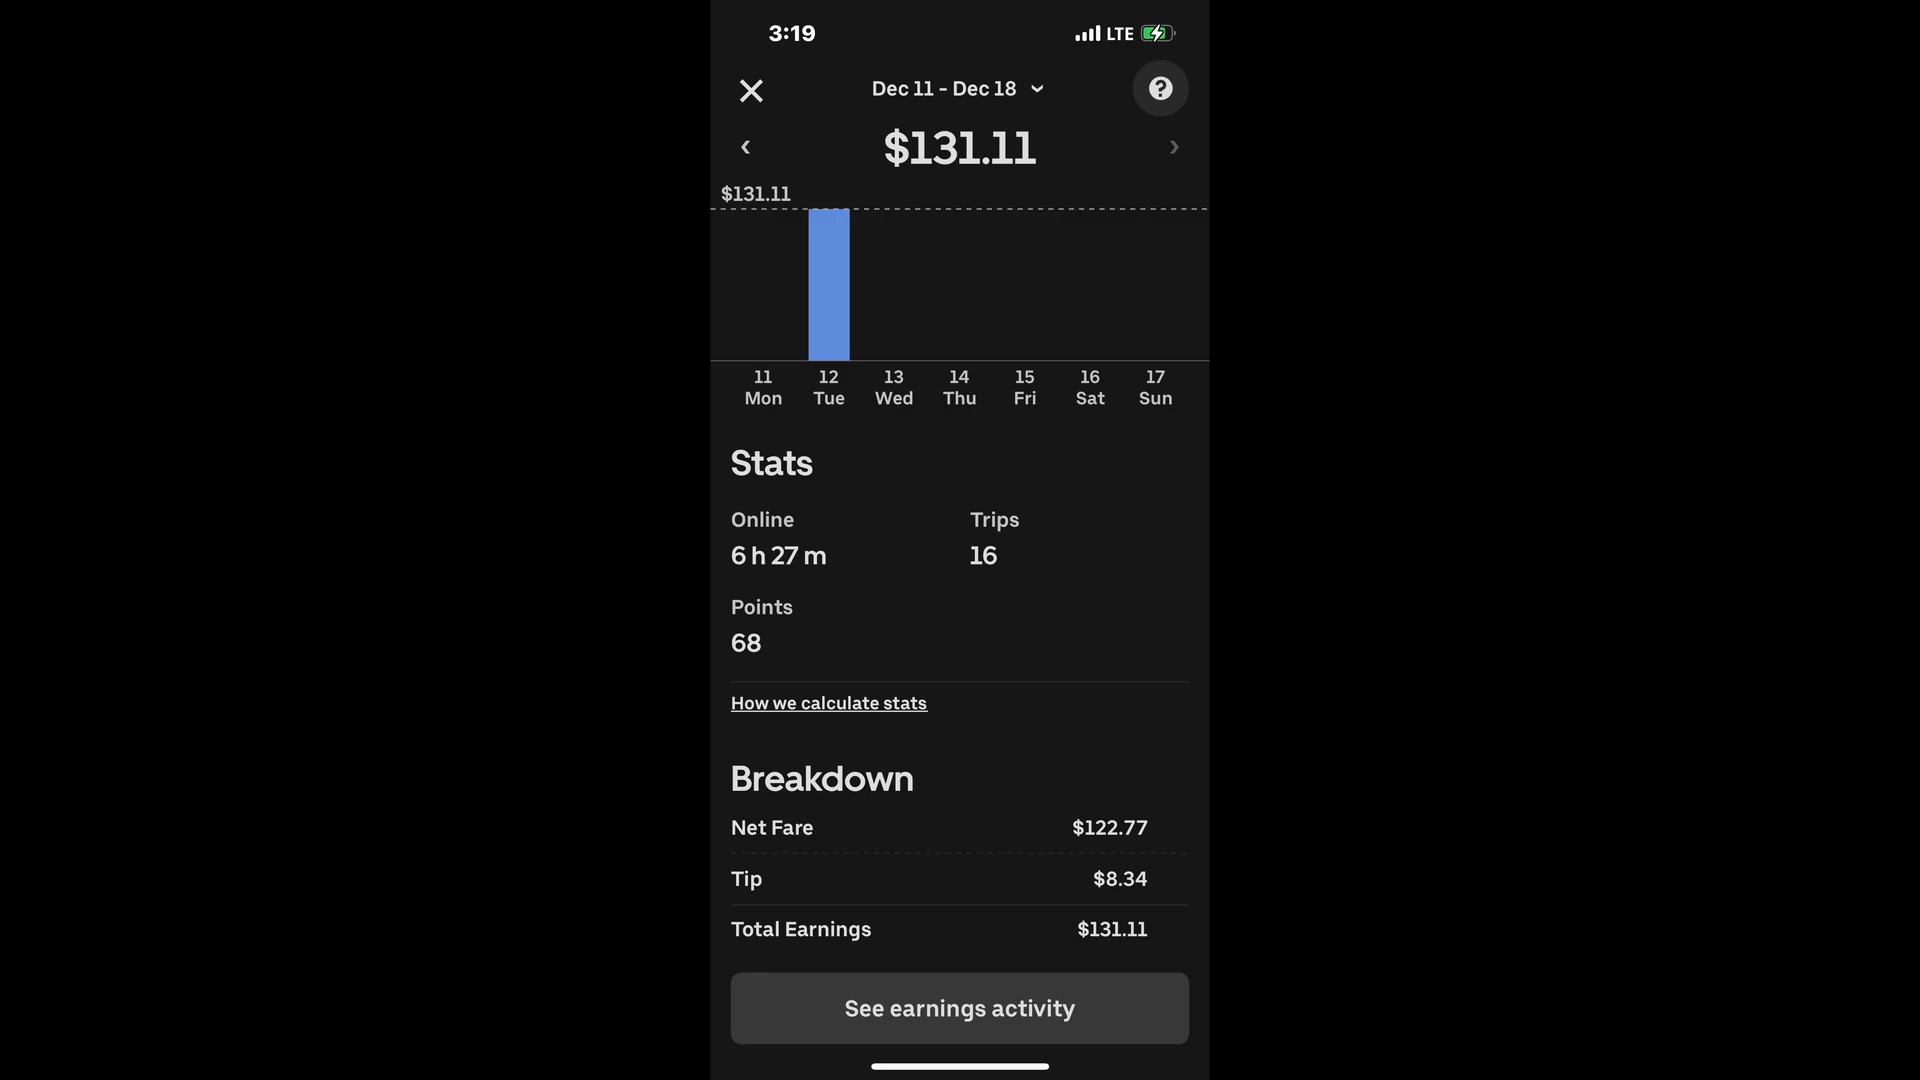 3:19
LTE
Dec 11 - Dec 18
?
$131.11
$131.11
11 12 13 14 15 16 17
Mon Tue Wed Thu Fri Sat Sun
Stats
Online Trips
6 h 27 m 16
Points
68
How we calculate stats
Breakdown
Net Fare $122.77
Tip $8.34
Total Earnings $131.11
See earnings activity